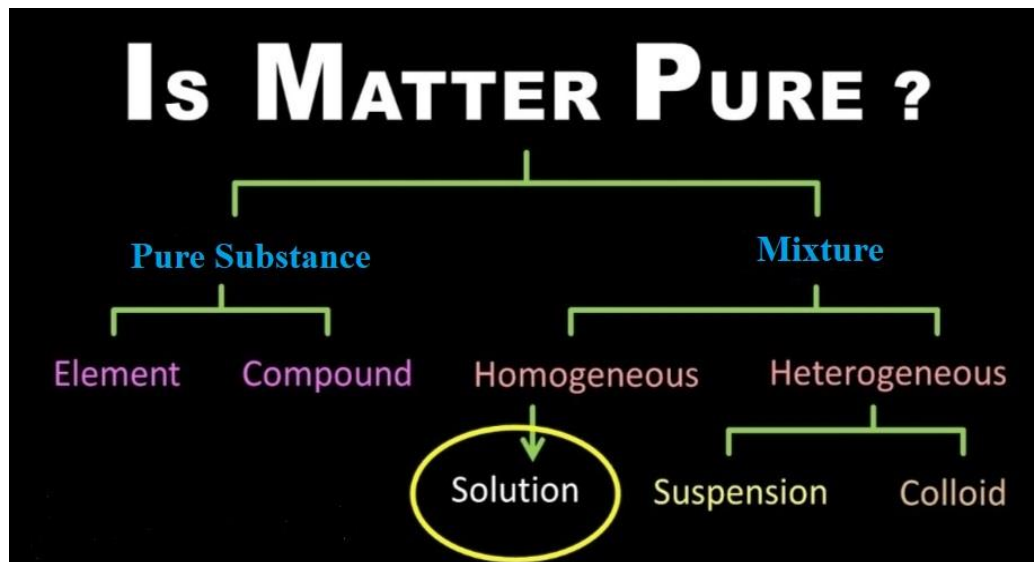 IS MATTER PURE ?
Pure Substance
Mixture
Element
Compound
Homogeneous
Heterogeneous
Solution
Suspension
Colloid